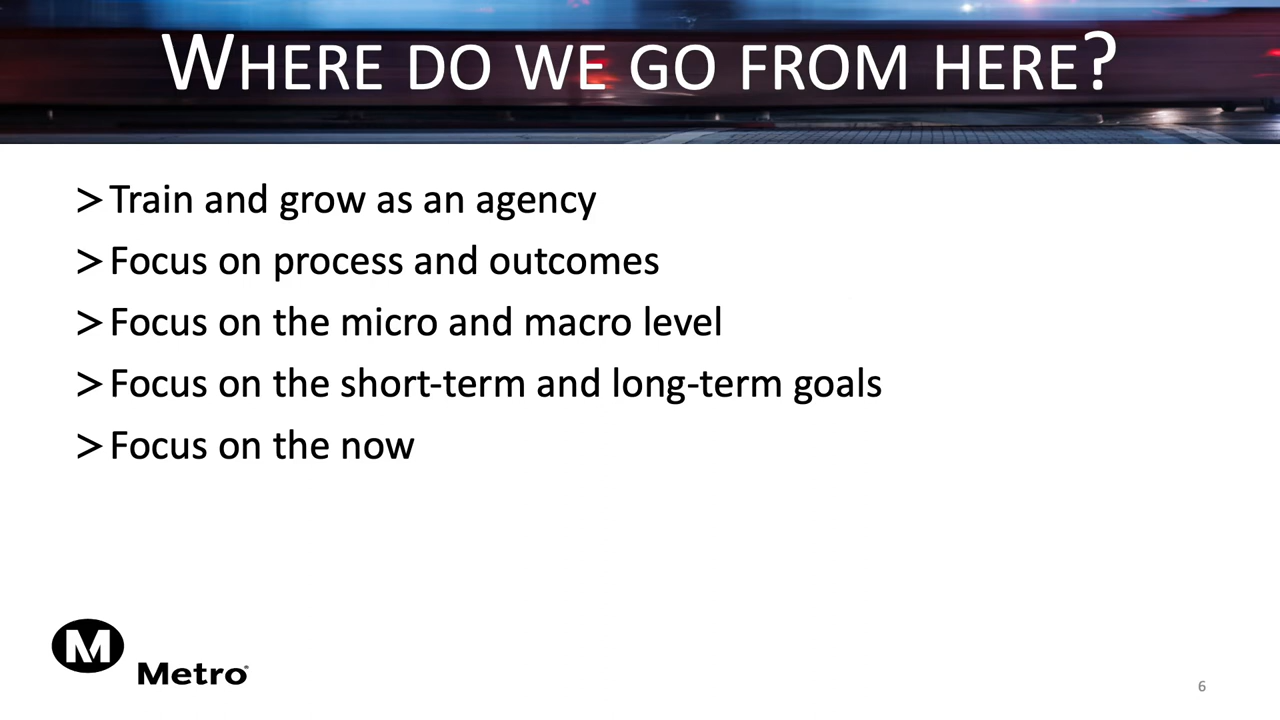 WHERE DO WE GO FROM HERE?
> Train and grow as an agency
> Focus on process and outcomes
> Focus on the micro and macro level
> Focus on the short-term and long-term goals
> Focus on the now
M
Metro®
6